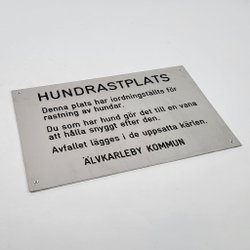 HUNDRASTPLATS
Denna plats har iordningställts för
rastning av hundar.
Du som har hund gör det till en vana
att hålla snyggt efter den.
Avfallet lägges i de uppsatta kärlen.
ÄLVKARLEBY KOMMUN